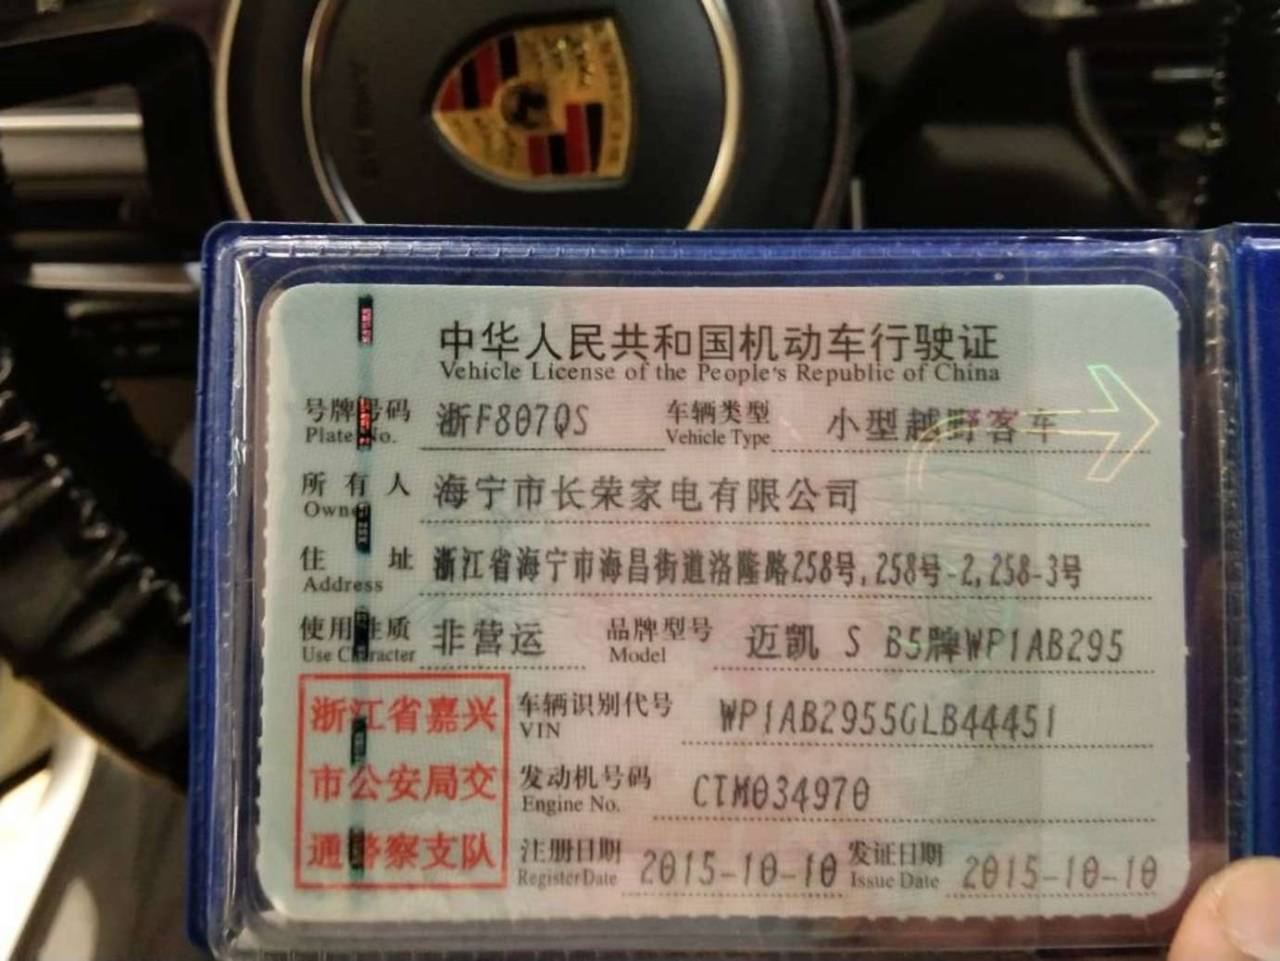 中华人民共和国机动车行驶证
Vehicle License of the People's Republic of China
号牌号码 浙F807QS 车辆类型 小型越野客车
Plate No. Vehicle Type
所有人 海宁市长荣家电有限公司
Owner
住址 浙江省海宁市海昌街道洛隆路258号,258号-2,258-3号
Address
使用性质 非营运 品牌型号 迈凯 S B5牌WP1AB295
Use Character Model
浙江省嘉兴
市公安局交
通警察支队
车辆识别代号 WP1AB2955GLB44451
VIN
发动机号码 CTM034970
Engine No.
注册日期 2015-10-10 发证日期 2015-10-10
Register Date Issue Date